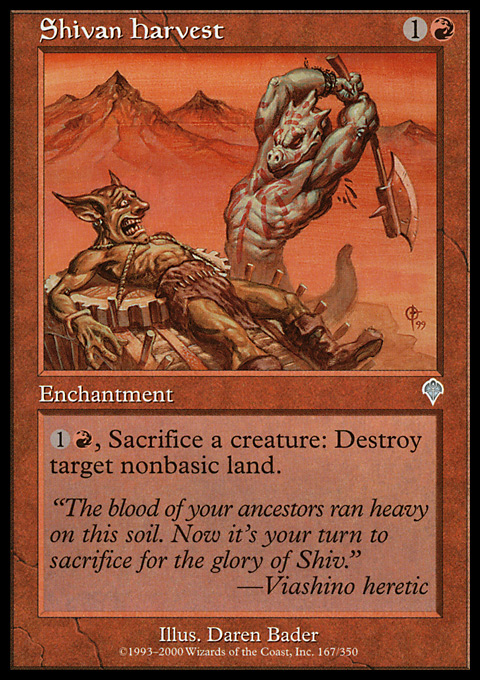 Shivan Harvest 1
99
Enchantment
1, Sacrifice a creature: Destroy
target nonbasic land.
“The blood of your ancestors ran heavy
on this soil. Now it’s your turn to
sacrifice for the glory of Shiv.”
—Viashino heretic
Illus. Daren Bader
©1993–2000 Wizards of the Coast, Inc. 167/350